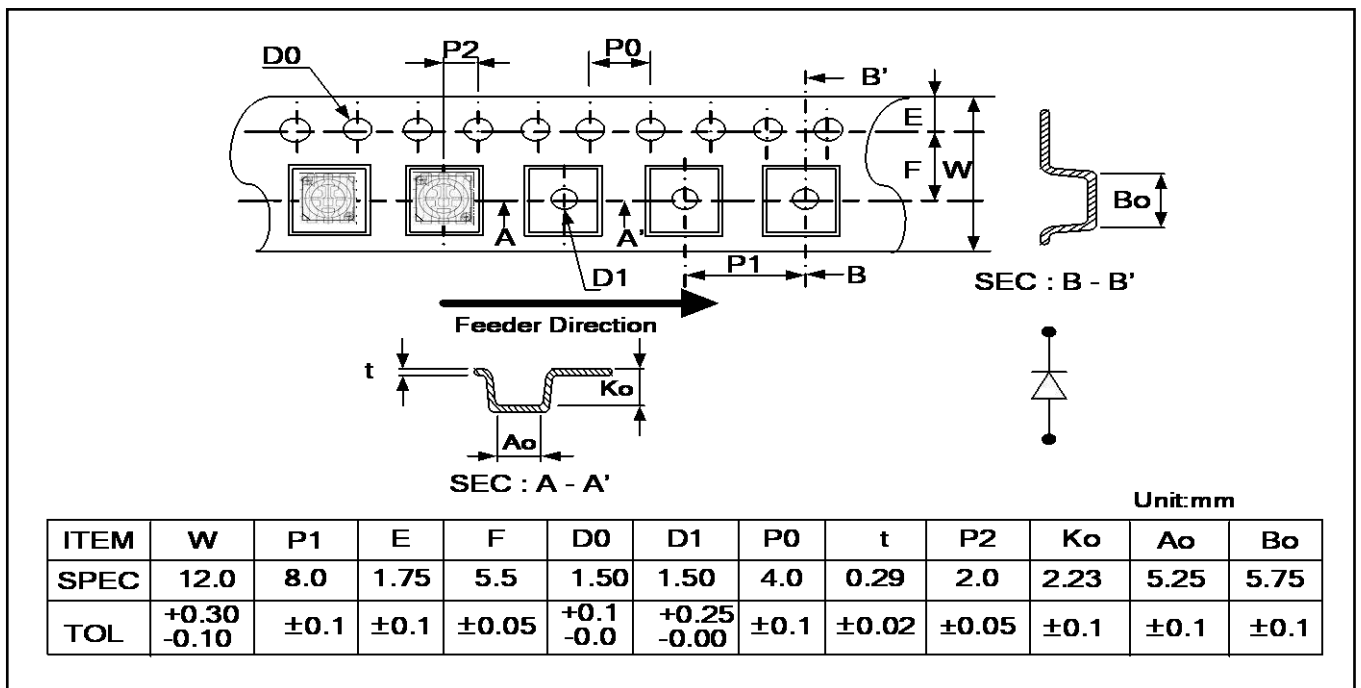 P2
P0
D0
B'
E
F
W
A
A'
D1
P1
B
Bo
SEC : B - B'
Feeder Direction
t
Ko
Ao
SEC : A - A'
Unit:mm
ITEM W P1 E F D0 D1 P0 t P2 Ko Ao Bo
SPEC 12.0 8.0 1.75 5.5 1.50 1.50 4.0 0.29 2.0 2.23 5.25 5.75
TOL +0.30 -0.10 ±0.1 ±0.1 ±0.05 +0.1 -0.0 +0.25 -0.00 ±0.1 ±0.02 ±0.05 ±0.1 ±0.1 ±0.1